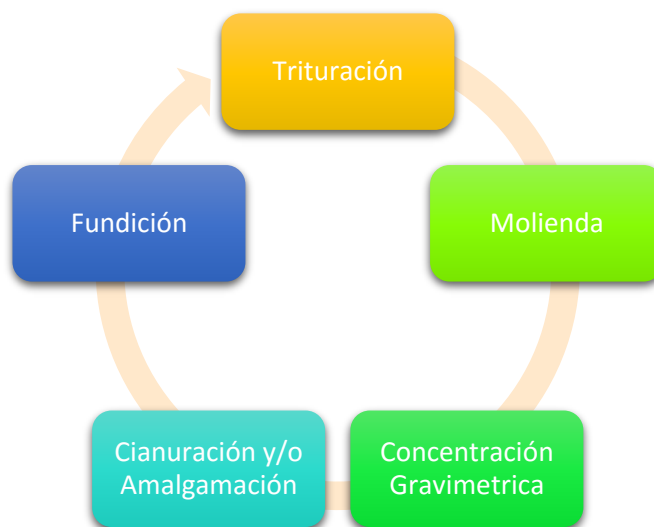 Trituración
Molienda
Concentración
Gravimetrica
Cianuración y/o
Amalgamación
Fundición